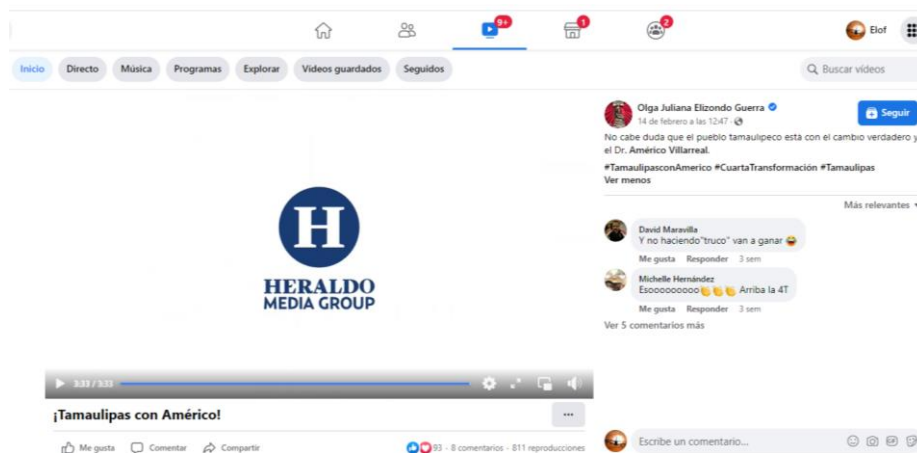 9+
1
2
Elof
Inicio
Directo
Música
Programas
Explorar
Vídeos guardados
Seguidos
Buscar vídeos
Olga Juliana Elizondo Guerra
14 de febrero a las 12:47 ·
Seguir
No cabe duda que el pueblo tamaulipeco está con el cambio verdadero y
el Dr. Américo Villarreal.
#TamaulipasconAmerico #CuartaTransformación #Tamaulipas
Ver menos
Más relevantes
David Maravilla
Y no haciendo"truco" van a ganar 😂
Me gusta Responder 3 sem
Michelle Hernández
Esooooooooo👏👏👏 Arriba la 4T
Me gusta Responder 3 sem
Ver 5 comentarios más
H
HERALDO
MEDIA GROUP
3:33 / 3:33
¡Tamaulipas con Américo!
...
Me gusta Comentar Compartir
93 · 8 comentarios · 811 reproducciones
Escribe un comentario...
GIF